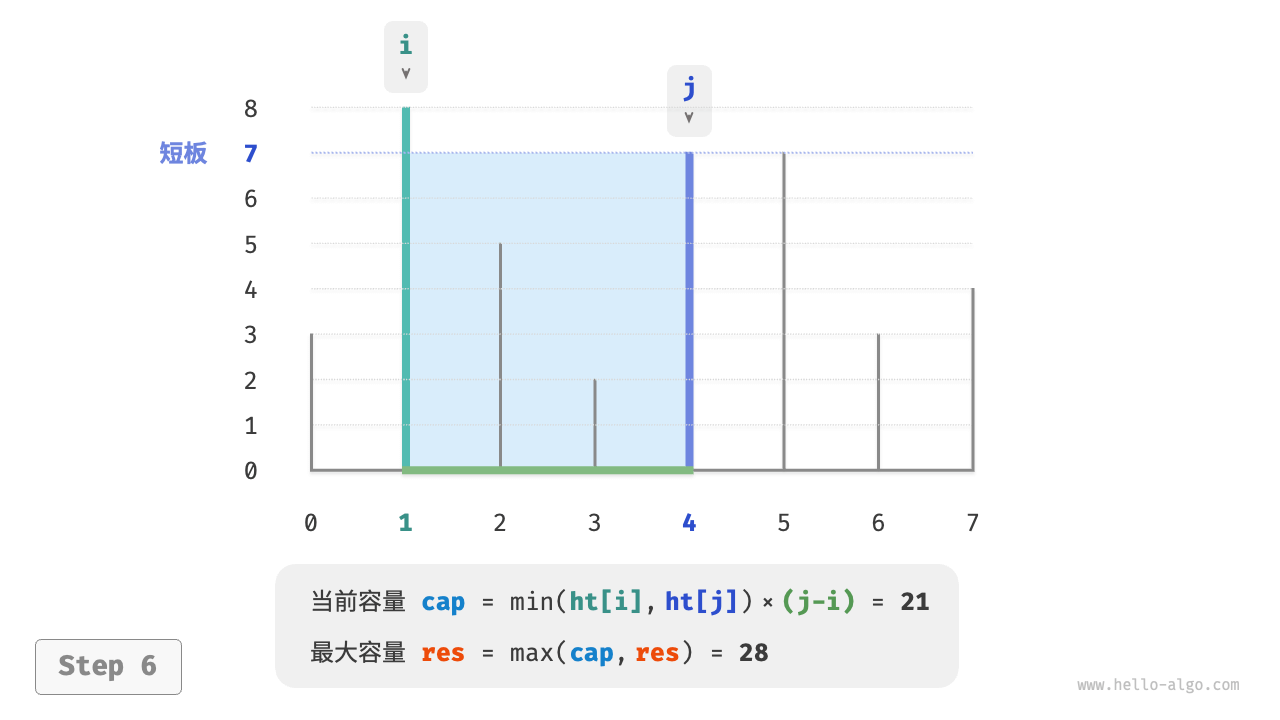 i
j
8
短板 7
6
5
4
3
2
1
0
0 1 2 3 4 5 6 7
当前容量 cap = min(ht[i], ht[j]) × (j-i) = 21
最大容量 res = max(cap, res) = 28
Step 6
www.hello-algo.com